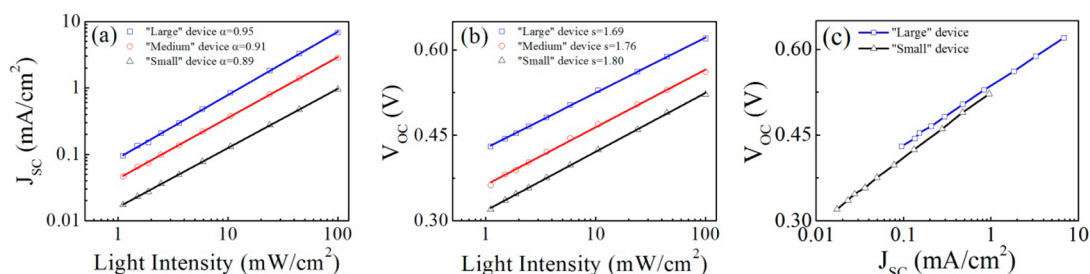 (a)
"Large" device α=0.95
"Medium" device α=0.91
"Small" device α=0.89
10
1
0.1
0.01
J_SC (mA/cm²)
1 10 100
Light Intensity (mW/cm²)
(b)
"Large" device s=1.69
"Medium" device s=1.76
"Small" device s=1.80
0.60
0.45
0.30
V_OC (V)
1 10 100
Light Intensity (mW/cm²)
(c)
"Large" device
"Small" device
0.60
0.45
0.30
V_OC (V)
0.01 0.1 1 10
J_SC (mA/cm²)